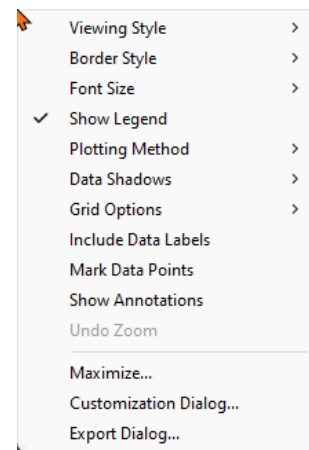 Viewing Style
Border Style
Font Size
Show Legend
Plotting Method
Data Shadows
Grid Options
Include Data Labels
Mark Data Points
Show Annotations
Undo Zoom
Maximize...
Customization Dialog...
Export Dialog...